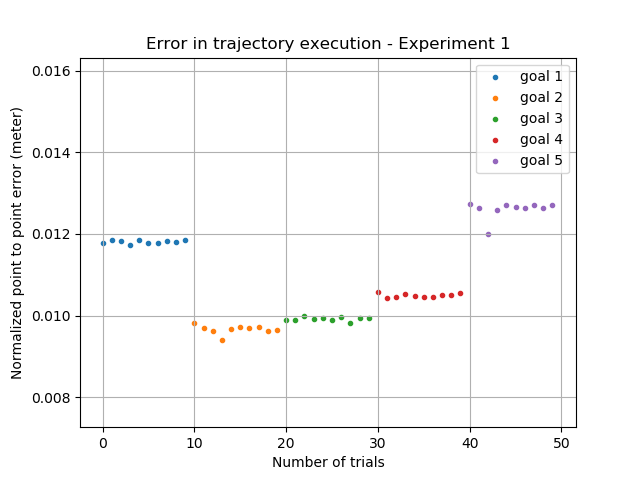 Error in trajectory execution - Experiment 1
Normalized point to point error (meter)
0.016
0.014
0.012
0.010
0.008
goal 1
goal 2
goal 3
goal 4
goal 5
0 10 20 30 40 50
Number of trials